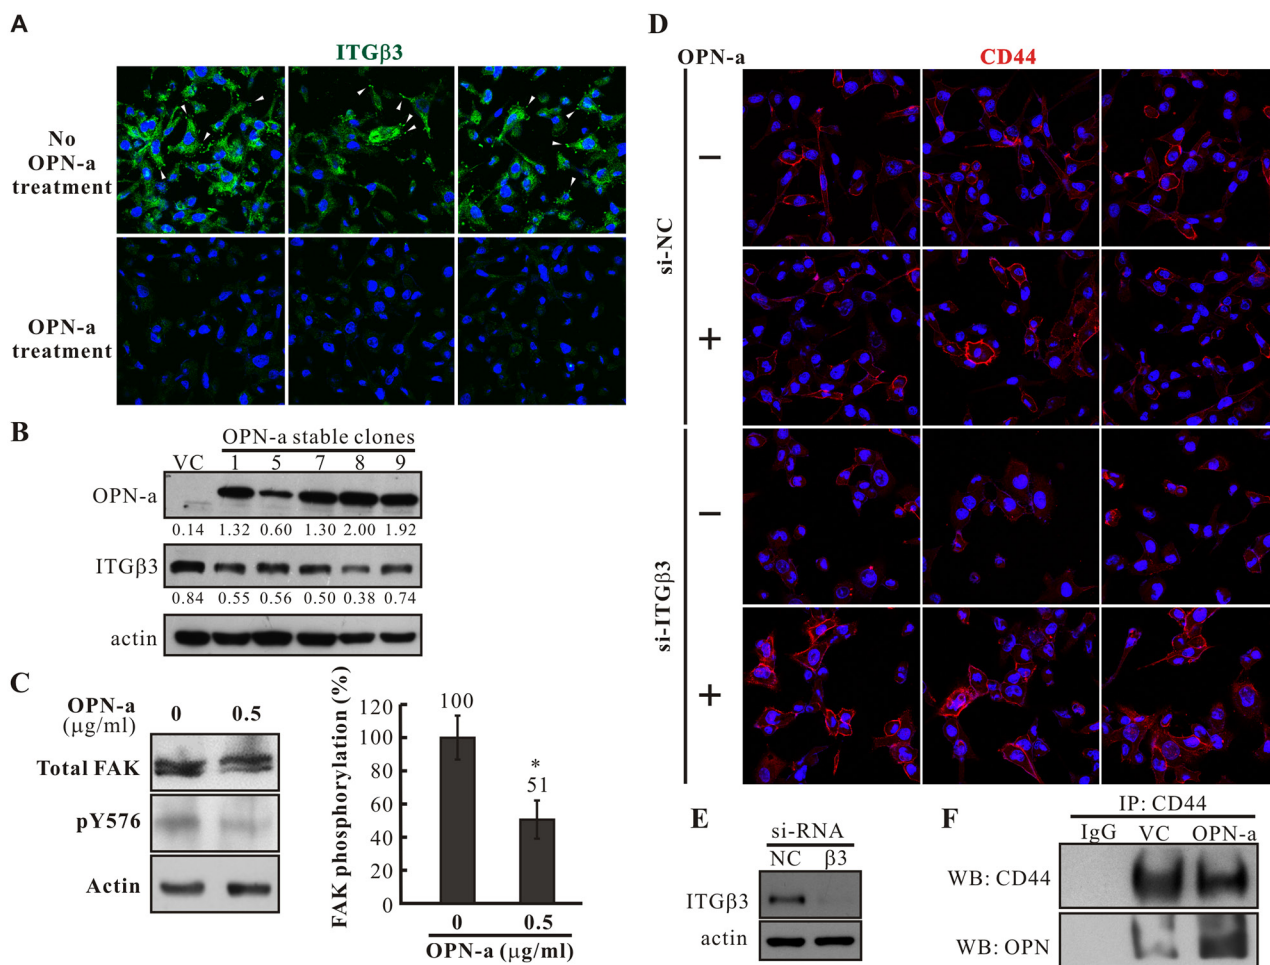 A
ITGβ3
No
OPN-a
treatment
OPN-a
treatment
B
OPN-a stable clones
VC 1 5 7 8 9
OPN-a
0.14 1.32 0.60 1.30 2.00 1.92
ITGβ3
0.84 0.55 0.56 0.50 0.38 0.74
actin
C
OPN-a
(μg/ml)
0 0.5
Total FAK
pY576
Actin
FAK phosphorylation (%)
120
100
80
60
40
20
0
100
*
51
0 0.5
OPN-a (μg/ml)
D
OPN-a
CD44
si-NC
−
+
si-ITGβ3
−
+
E
si-RNA
NC β3
ITGβ3
actin
F
IP: CD44
IgG VC OPN-a
WB: CD44
WB: OPN